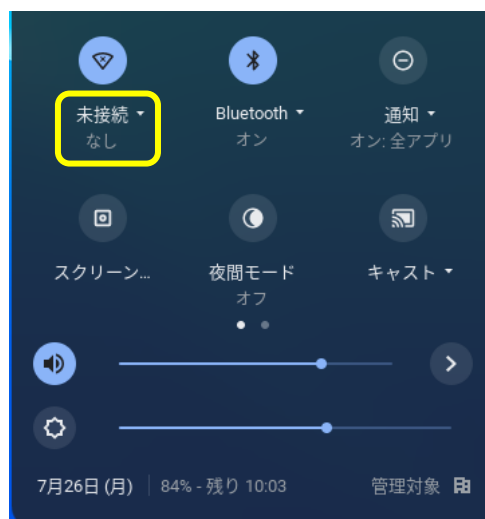 未接続 Bluetooth 通知
なし オン オン: 全アプリ
スクリーン... 夜間モード キャスト
オフ
7月26日 (月) 84% - 残り 10:03 管理対象